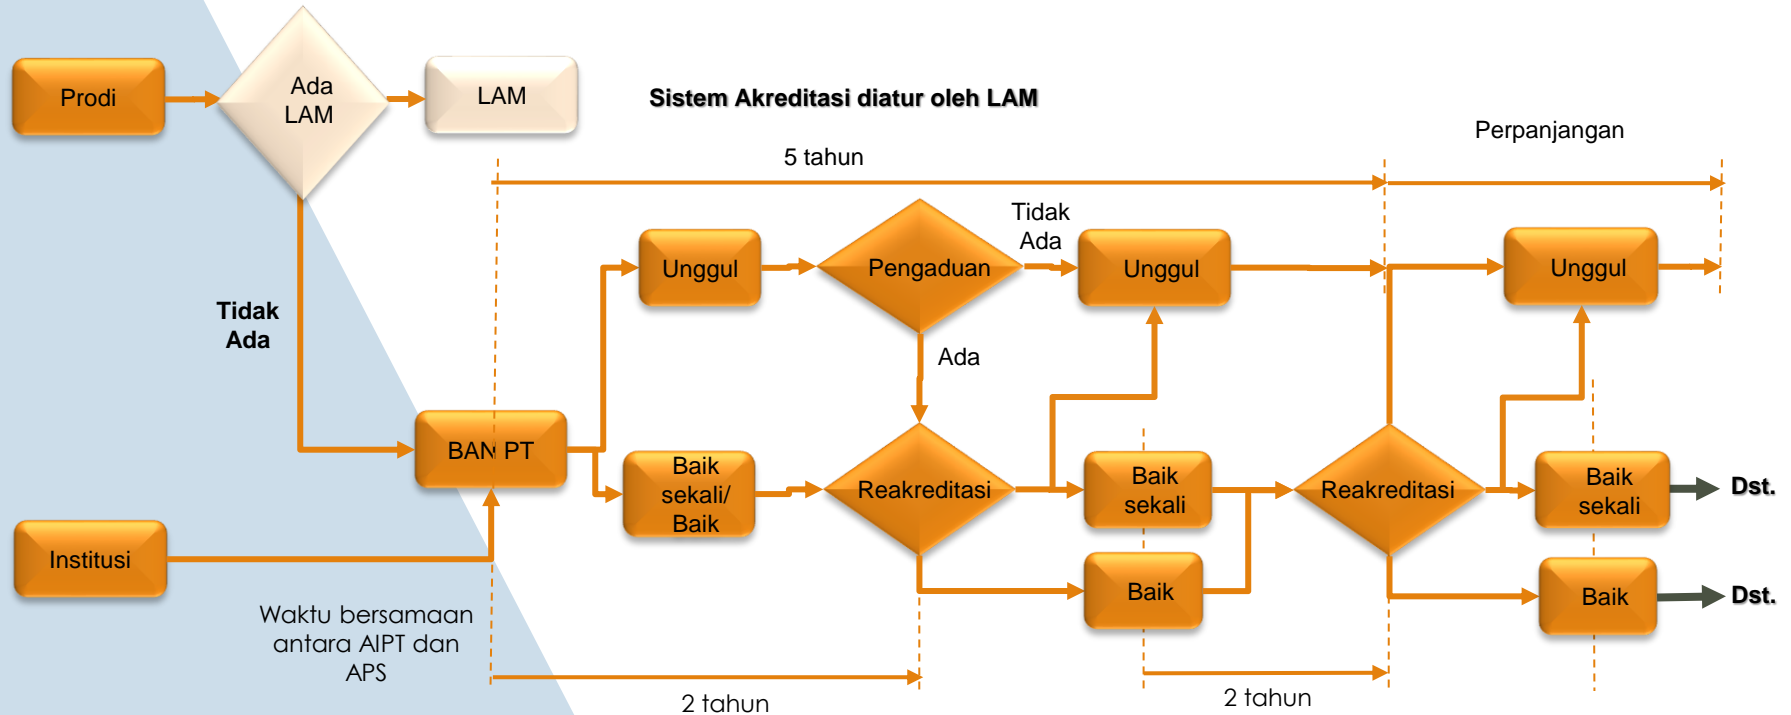 Prodi
Ada
LAM
LAM
Sistem Akreditasi diatur oleh LAM
Perpanjangan
5 tahun
Tidak
Ada
Unggul
Pengaduan
Unggul
Unggul
Tidak
Ada
Ada
BAN PT
Baik
sekali/
Baik
Reakreditasi
Baik
sekali
Reakreditasi
Baik
sekali
Dst.
Institusi
Baik
Baik
Dst.
Waktu bersamaan
antara AIPT dan
APS
2 tahun
2 tahun